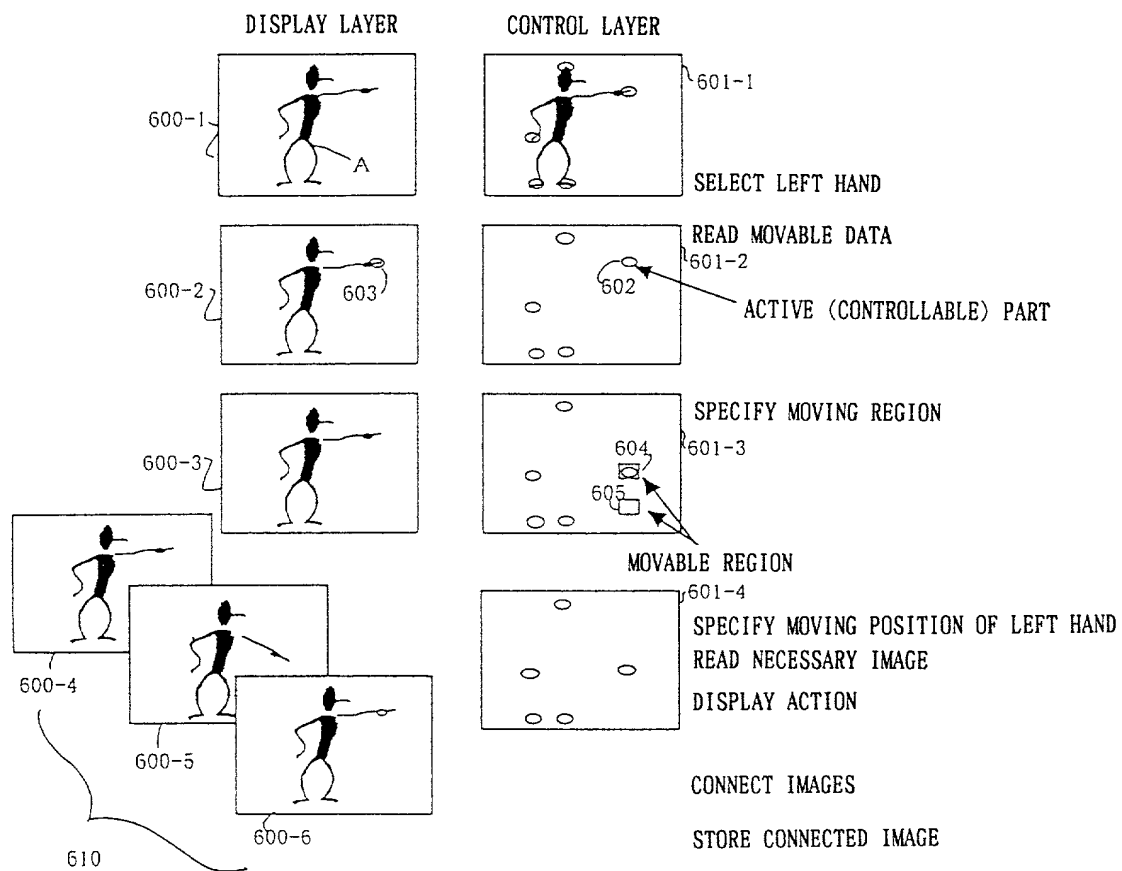 DISPLAY LAYER
CONTROL LAYER
600-1
A
601-1
SELECT LEFT HAND
600-2
603
READ MOVABLE DATA
601-2
602
ACTIVE (CONTROLLABLE) PART
600-3
SPECIFY MOVING REGION
601-3
604
605
MOVABLE REGION
600-4
600-5
600-6
610
601-4
SPECIFY MOVING POSITION OF LEFT HAND
READ NECESSARY IMAGE
DISPLAY ACTION
CONNECT IMAGES
STORE CONNECTED IMAGE